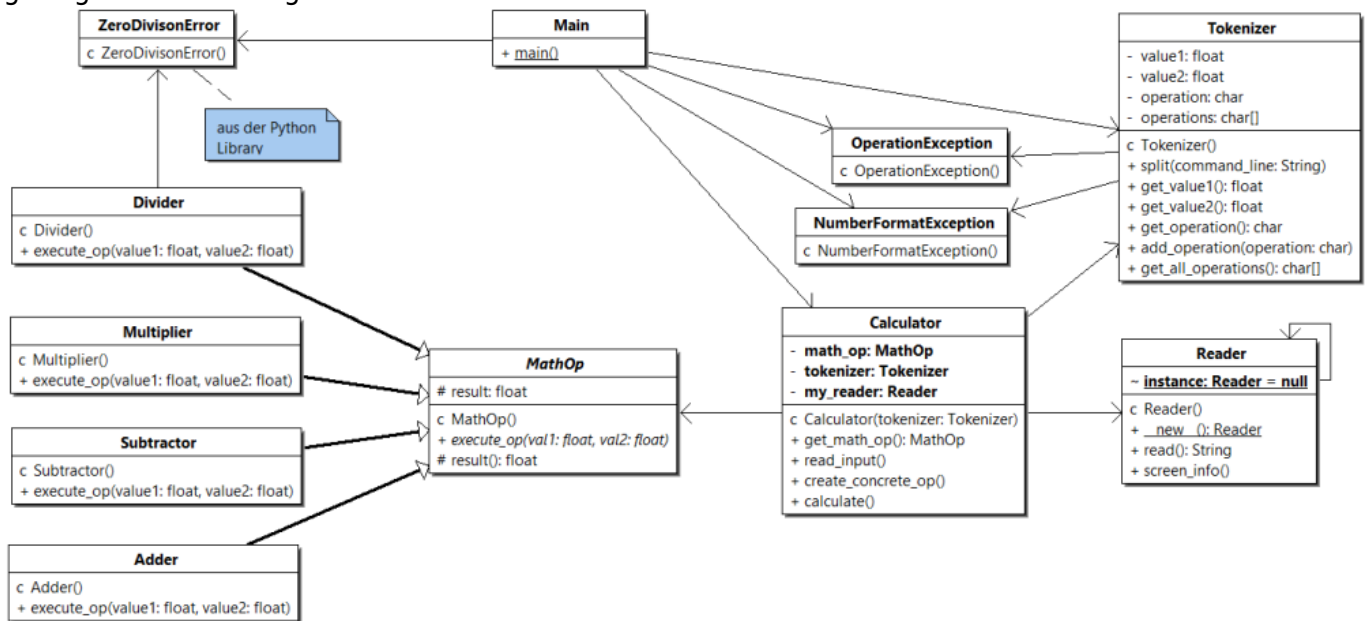 ZeroDivisonError
c ZeroDivisonError()
aus der Python
Library
Main
+ main()
Tokenizer
- value1: float
- value2: float
- operation: char
- operations: char[]
c Tokenizer()
+ split(command_line: String)
+ get_value1(): float
+ get_value2(): float
+ get_operation(): char
+ add_operation(operation: char)
+ get_all_operations(): char[]
OperationException
c OperationException()
NumberFormatException
c NumberFormatException()
Divider
c Divider()
+ execute_op(value1: float, value2: float)
Multiplier
c Multiplier()
+ execute_op(value1: float, value2: float)
Subtractor
c Subtractor()
+ execute_op(value1: float, value2: float)
Adder
c Adder()
+ execute_op(value1: float, value2: float)
MathOp
# result: float
c MathOp()
+ execute_op(val1: float, val2: float)
# result(): float
Calculator
- math_op: MathOp
- tokenizer: Tokenizer
- my_reader: Reader
c Calculator(tokenizer: Tokenizer)
+ get_math_op(): MathOp
+ read_input()
+ create_concrete_op()
+ calculate()
Reader
~ instance: Reader = null
c Reader()
+ __new__(): Reader
+ read(): String
+ screen_info()